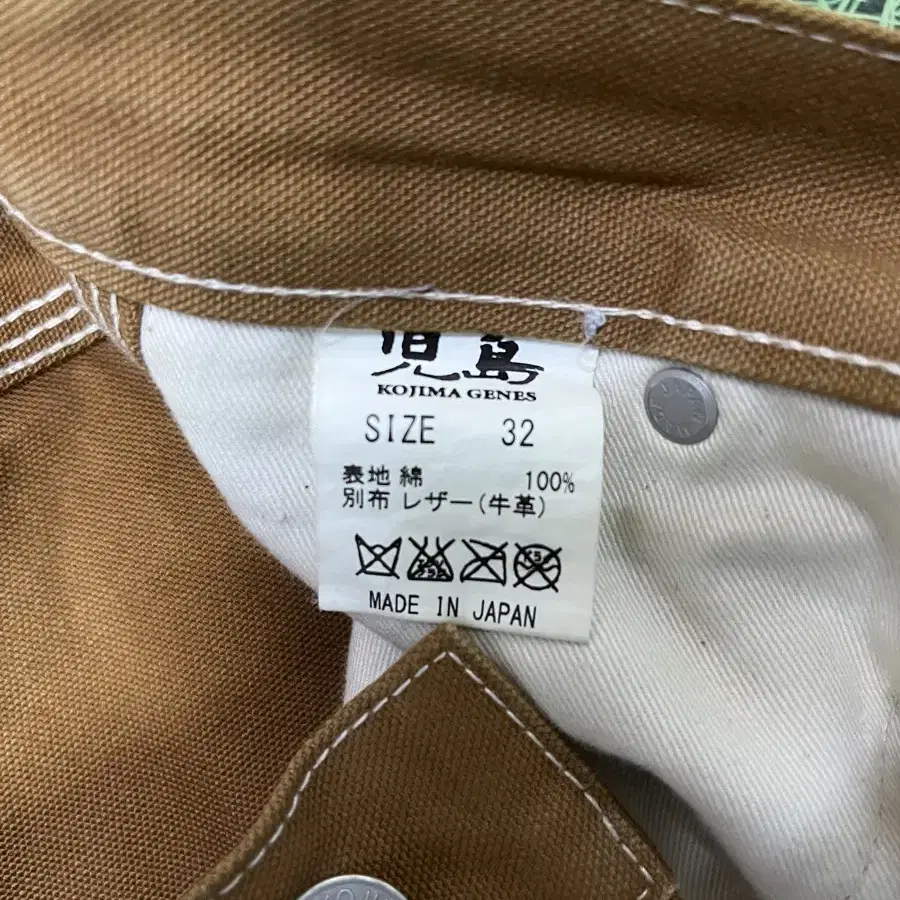 児島
KOJIMA GENES
SIZE 32
表地 綿 100%
別布 レザー(牛革)
MADE IN JAPAN